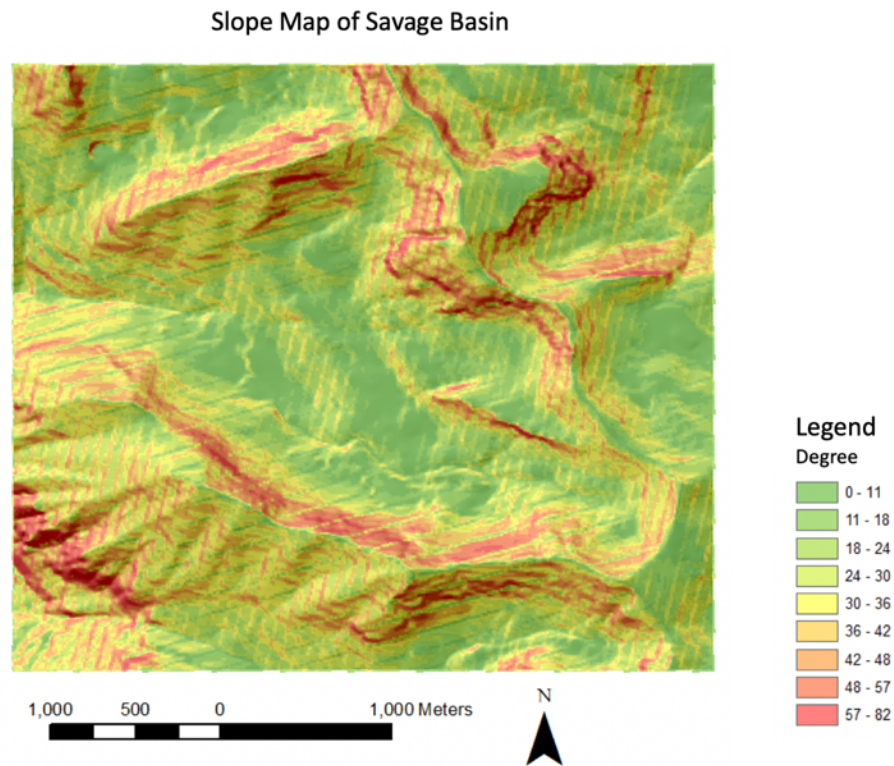 Slope Map of Savage Basin
Legend
Degree
0 - 11
11 - 18
18 - 24
24 - 30
30 - 36
36 - 42
42 - 48
48 - 57
57 - 82
1,000 500 0 1,000 Meters
N